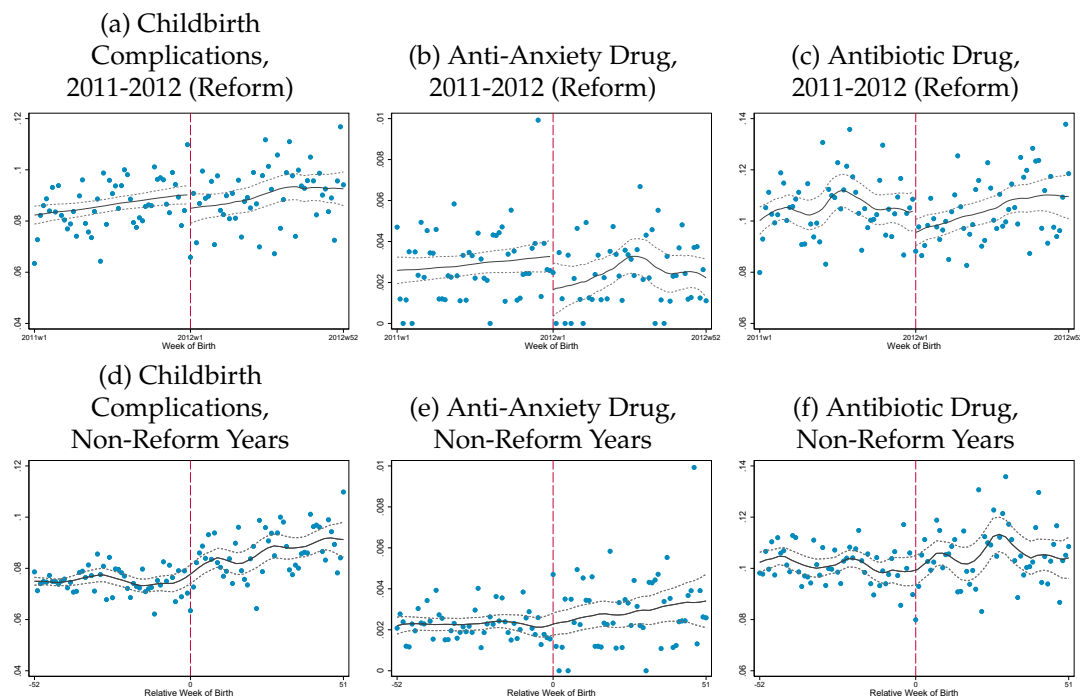 (a) Childbirth
Complications,
2011-2012 (Reform)
(b) Anti-Anxiety Drug,
2011-2012 (Reform)
(c) Antibiotic Drug,
2011-2012 (Reform)
.12
.1
.08
.06
.04
2011w1
2012w1
2012w52
Week of Birth
.01
.008
.006
.004
.002
0
2011w1
2012w1
2012w52
Week of Birth
.14
.12
.1
.08
.06
2011w1
2012w1
2012w52
Week of Birth
(d) Childbirth
Complications,
Non-Reform Years
(e) Anti-Anxiety Drug,
Non-Reform Years
(f) Antibiotic Drug,
Non-Reform Years
.12
.1
.08
.06
.04
-52
0
51
Relative Week of Birth
.01
.008
.006
.004
.002
0
-52
0
51
Relative Week of Birth
.14
.12
.1
.08
.06
-52
0
51
Relative Week of Birth